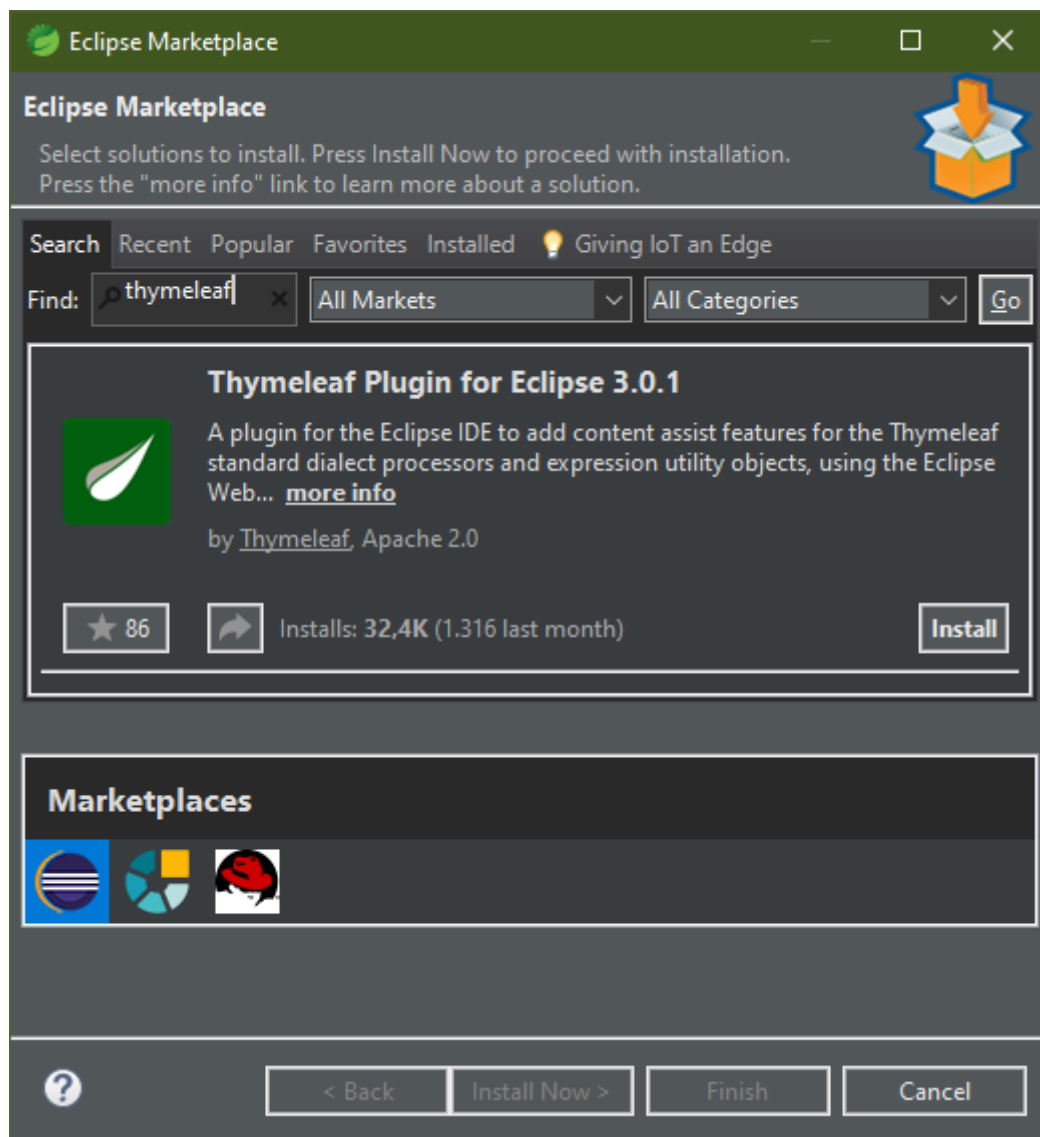 Eclipse Marketplace
Eclipse Marketplace
Select solutions to install. Press Install Now to proceed with installation.
Press the "more info" link to learn more about a solution.
Search Recent Popular Favorites Installed Giving IoT an Edge
Find: thymeleaf All Markets All Categories Go
Thymeleaf Plugin for Eclipse 3.0.1
A plugin for the Eclipse IDE to add content assist features for the Thymeleaf
standard dialect processors and expression utility objects, using the Eclipse
Web... more info
by Thymeleaf, Apache 2.0
86 Installs: 32,4K (1.316 last month) Install
Marketplaces
? < Back Install Now > Finish Cancel